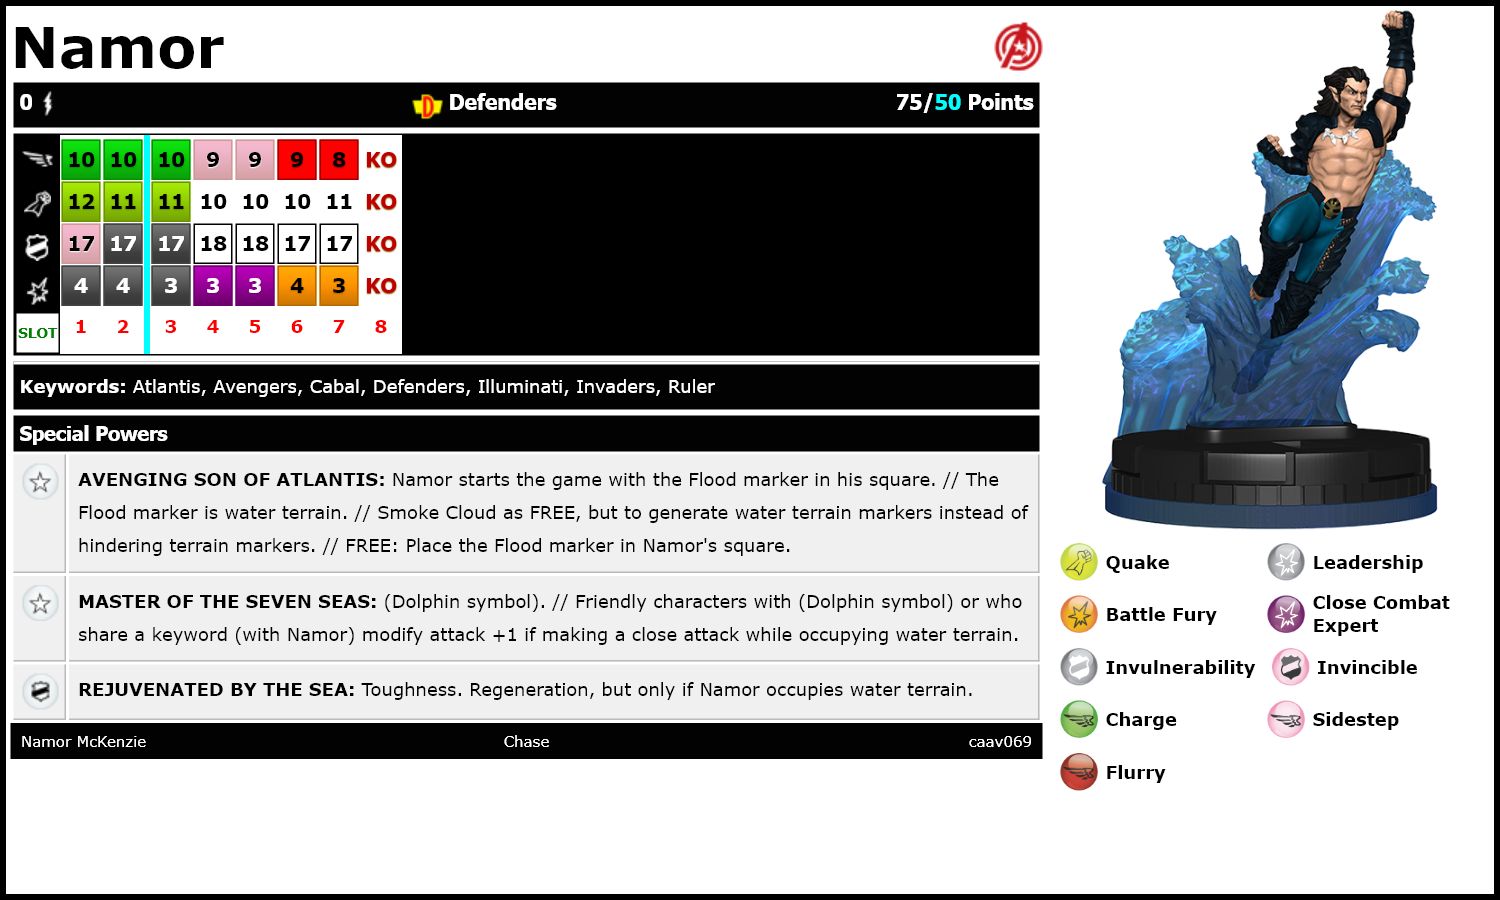 Namor
0 Defenders 75/50 Points
10 10 10 9 9 9 8 KO
12 11 11 10 10 10 11 KO
17 17 17 18 18 17 17 KO
4 4 3 3 3 4 3 KO
SLOT 1 2 3 4 5 6 7 8
Keywords: Atlantis, Avengers, Cabal, Defenders, Illuminati, Invaders, Ruler
Special Powers
AVENGING SON OF ATLANTIS: Namor starts the game with the Flood marker in his square. // The
Flood marker is water terrain. // Smoke Cloud as FREE, but to generate water terrain markers instead of
hindering terrain markers. // FREE: Place the Flood marker in Namor's square.
MASTER OF THE SEVEN SEAS: (Dolphin symbol). // Friendly characters with (Dolphin symbol) or who
share a keyword (with Namor) modify attack +1 if making a close attack while occupying water terrain.
REJUVENATED BY THE SEA: Toughness. Regeneration, but only if Namor occupies water terrain.
Namor McKenzie Chase caav069
Quake Leadership
Battle Fury Close Combat
Expert
Invulnerability Invincible
Charge Sidestep
Flurry